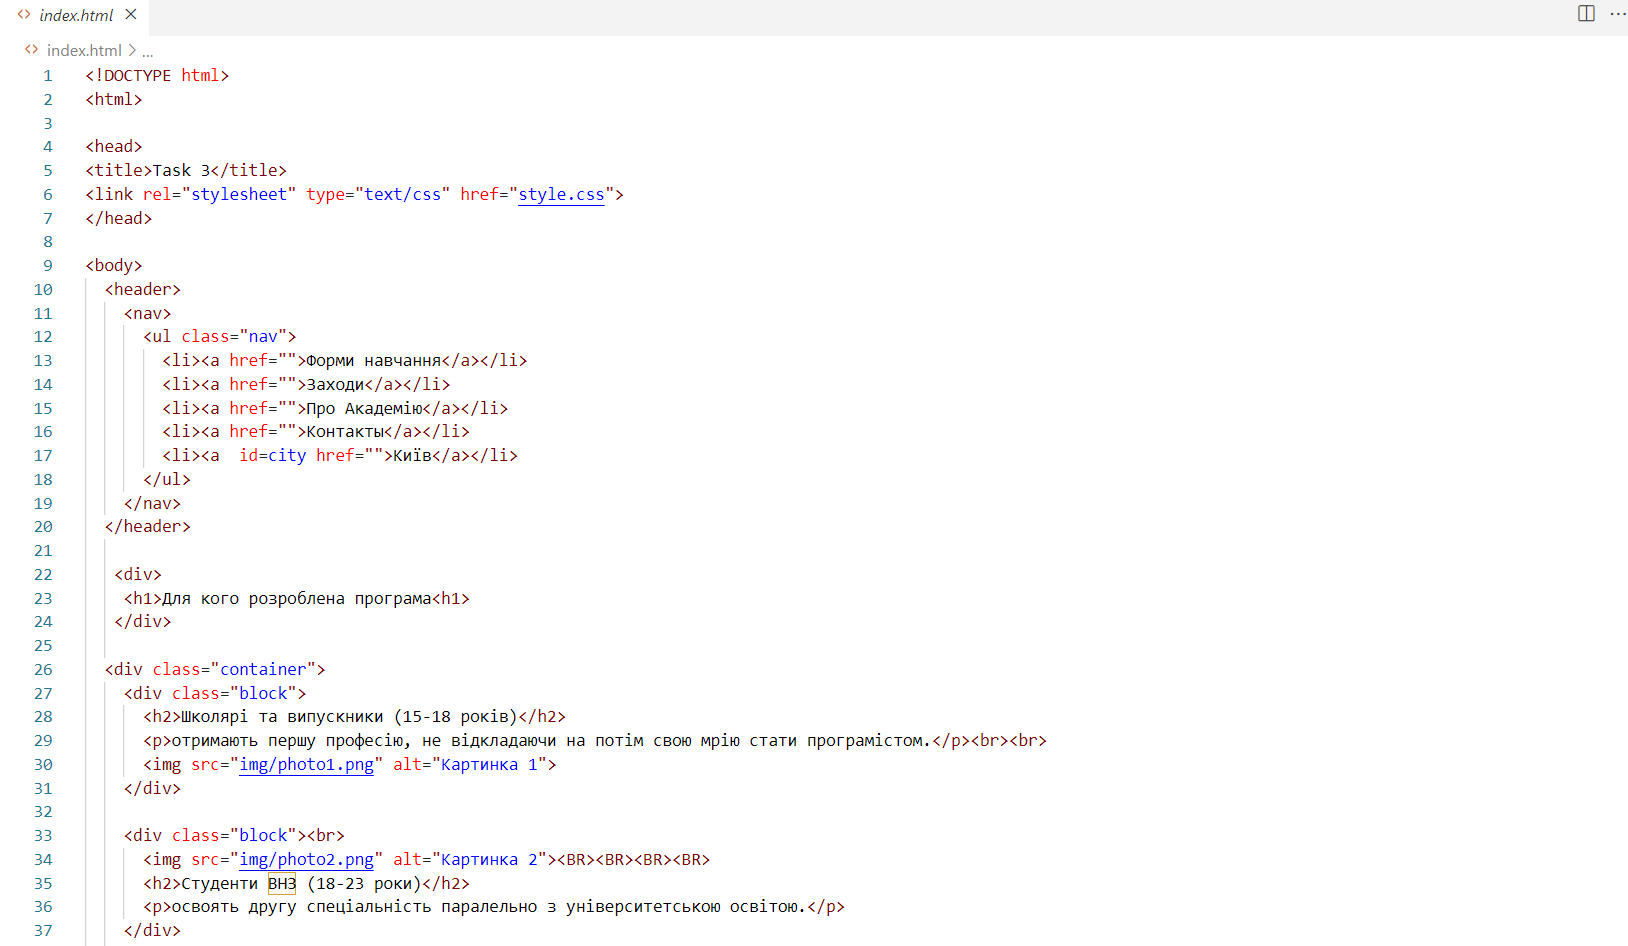 index.html
index.html > ...
1 <!DOCTYPE html>
2 <html>
3
4 <head>
5 <title>Task 3</title>
6 <link rel="stylesheet" type="text/css" href="style.css">
7 </head>
8
9 <body>
10 <header>
11 <nav>
12 <ul class="nav">
13 <li><a href="">Форми навчання</a></li>
14 <li><a href="">Заходи</a></li>
15 <li><a href="">Про Академію</a></li>
16 <li><a href="">Контакты</a></li>
17 <li><a  id=city href="">Київ</a></li>
18 </ul>
19 </nav>
20 </header>
21
22 <div>
23 <h1>Для кого розроблена програма<h1>
24 </div>
25
26 <div class="container">
27 <div class="block">
28 <h2>Школярі та випускники (15-18 років)</h2>
29 <p>отримають першу професію, не відкладаючи на потім свою мрію стати програмістом.</p><br><br>
30 <img src="img/photo1.png" alt="Картинка 1">
31 </div>
32
33 <div class="block"><br>
34 <img src="img/photo2.png" alt="Картинка 2"><BR><BR><BR><BR>
35 <h2>Студенти ВНЗ (18-23 роки)</h2>
36 <p>освоять другу спеціальність паралельно з університетською освітою.</p>
37 </div>